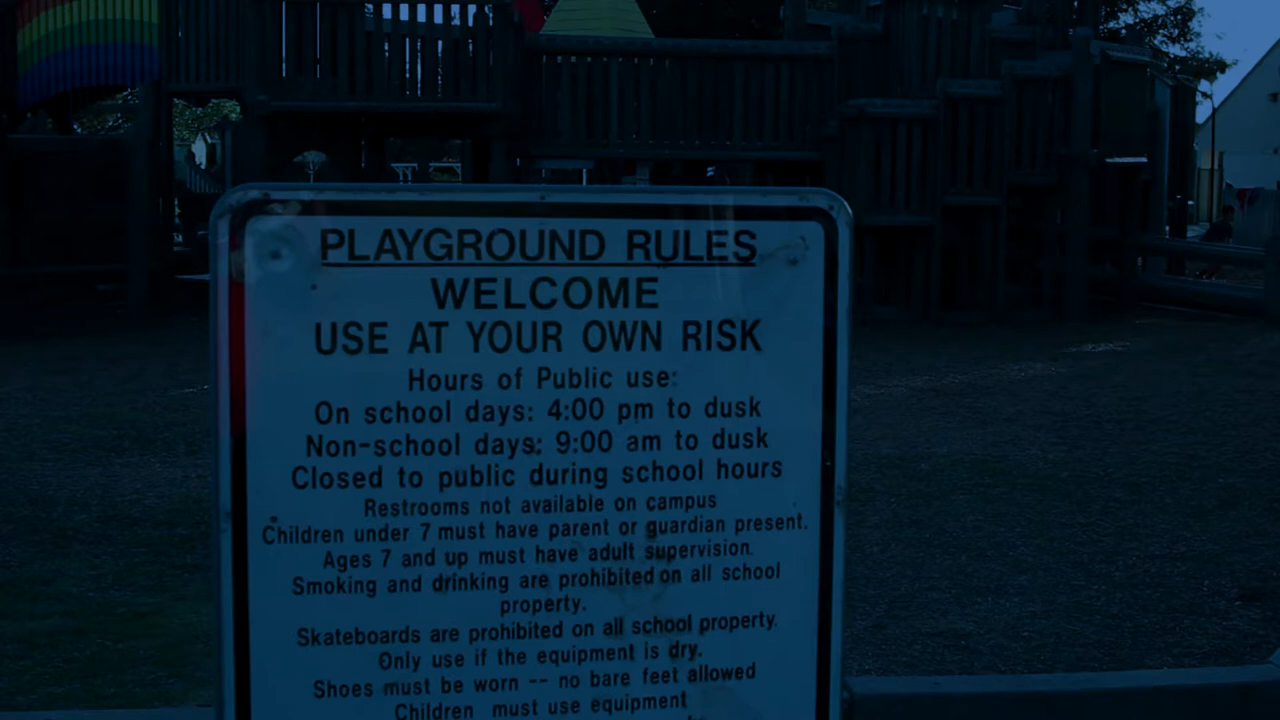 PLAYGROUND RULES
WELCOME
USE AT YOUR OWN RISK
Hours of Public use:
On school days: 4:00 pm to dusk
Non-school days: 9:00 am to dusk
Closed to public during school hours
Restrooms not available on campus
Children under 7 must have parent or guardian present.
Ages 7 and up must have adult supervision.
Smoking and drinking are prohibited on all school
property.
Skateboards are prohibited on all school property.
Only use if the equipment is dry.
Shoes must be worn -- no bare feet allowed
Children must use equipment